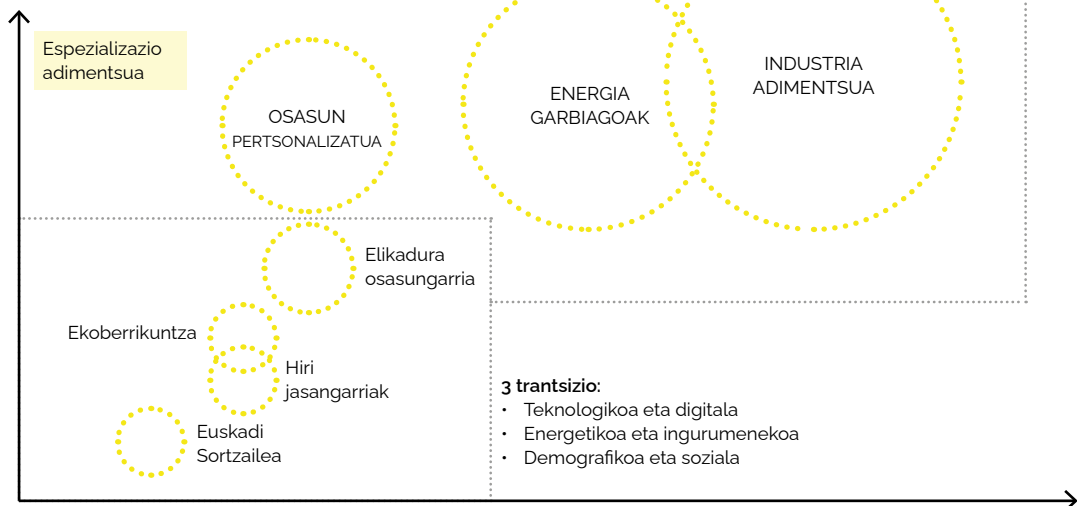 Espezializazio
adimentsua
OSASUN
PERTSONALIZATUA
ENERGIA
GARBIAGOAK
INDUSTRIA
ADIMENTSUA
Elikadura
osasungarria
Ekoberrikuntza
Hiri
jasangarriak
Euskadi
Sortzailea
3 trantsizio:
• Teknologikoa eta digitala
• Energetikoa eta ingurumenekoa
• Demografikoa eta soziala